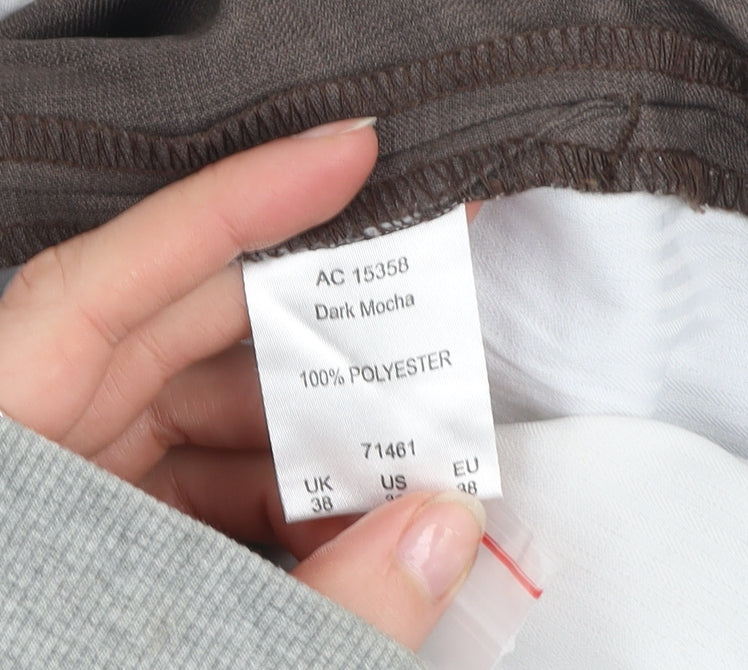 AC 15358
Dark Mocha
100% POLYESTER
71461
UK US EU
38